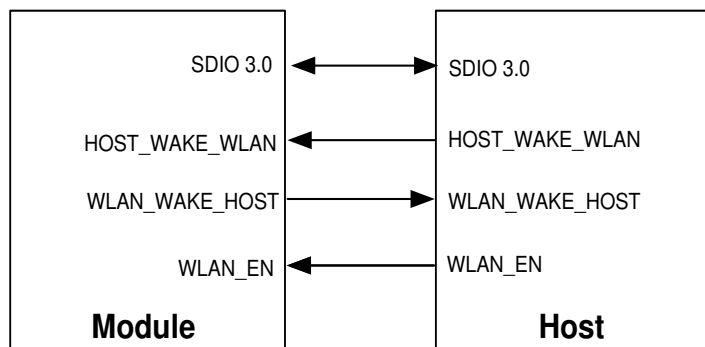 SDIO 3.0 SDIO 3.0
HOST_WAKE_WLAN HOST_WAKE_WLAN
WLAN_WAKE_HOST WLAN_WAKE_HOST
WLAN_EN WLAN_EN
Module Host